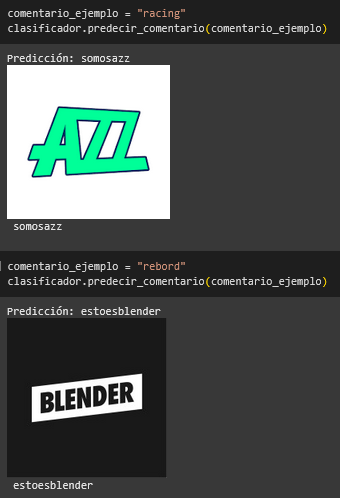 comentario_ejemplo = "racing"
clasificador.predecir_comentario(comentario_ejemplo)
Predicción: somosazz
AZZ
somosazz
comentario_ejemplo = "rebord"
clasificador.predecir_comentario(comentario_ejemplo)
Predicción: estoesblender
BLENDER
estoesblender